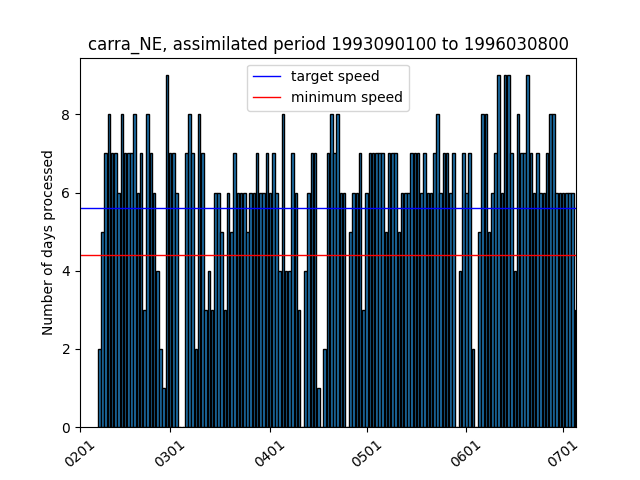 carra_NE, assimilated period 1993090100 to 1996030800
target speed
minimum speed
Number of days processed
8
6
4
2
0
0201
0301
0401
0501
0601
0701